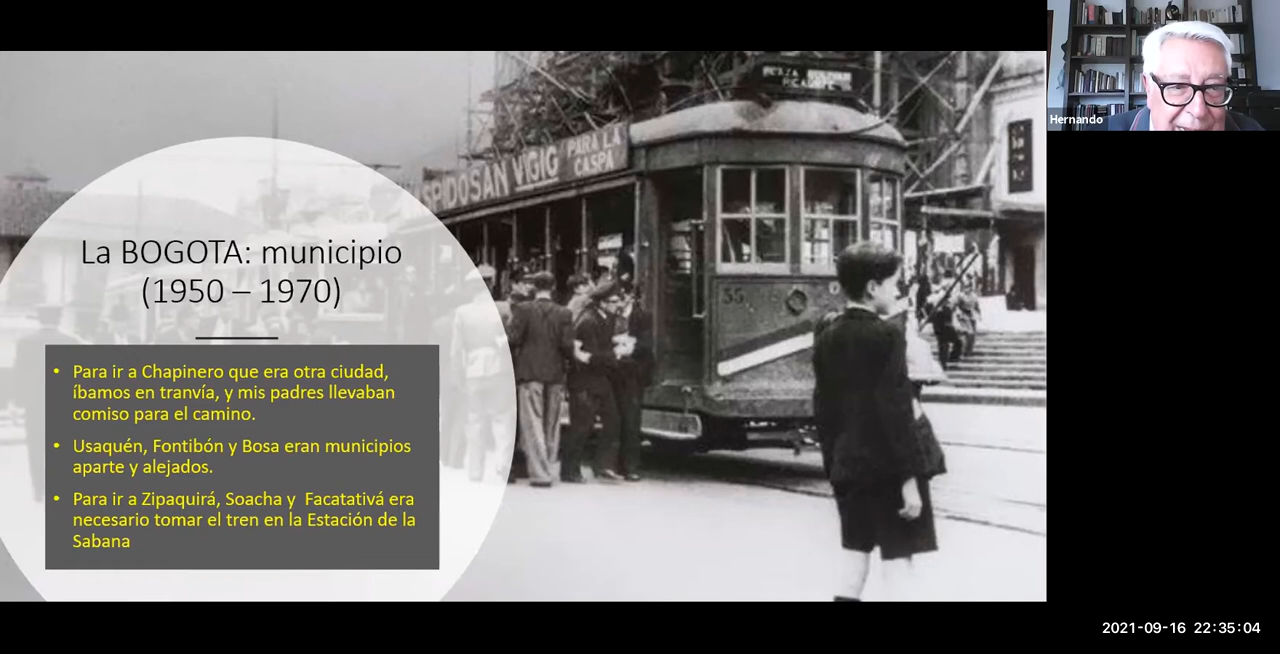 La BOGOTA: municipio
(1950 – 1970)
• Para ir a Chapinero que era otra ciudad,
íbamos en tranvía, y mis padres llevaban
comiso para el camino.
• Usaquén, Fontibón y Bosa eran municipios
aparte y alejados.
• Para ir a Zipaquirá, Soacha y  Facatativá era
necesario tomar el tren en la Estación de la
Sabana
SPIDOSAN VIGIG
PARA LA
CASPA
35
Hernando
2021-09-16 22:35:04